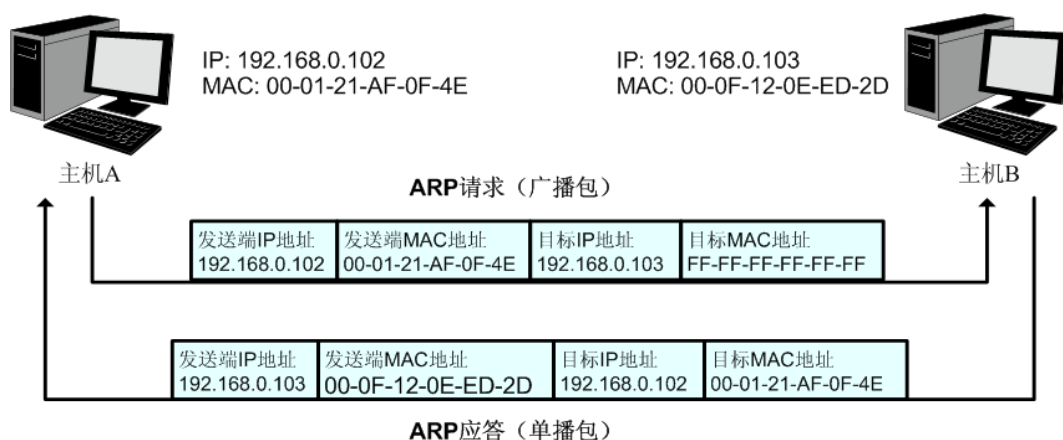 IP: 192.168.0.102
MAC: 00-01-21-AF-0F-4E
IP: 192.168.0.103
MAC: 00-0F-12-0E-ED-2D
主机A
主机B
ARP请求（广播包）
发送端IP地址
192.168.0.102
发送端MAC地址
00-01-21-AF-0F-4E
目标IP地址
192.168.0.103
目标MAC地址
FF-FF-FF-FF-FF-FF
发送端IP地址
192.168.0.103
发送端MAC地址
00-0F-12-0E-ED-2D
目标IP地址
192.168.0.102
目标MAC地址
00-01-21-AF-0F-4E
ARP应答（单播包）